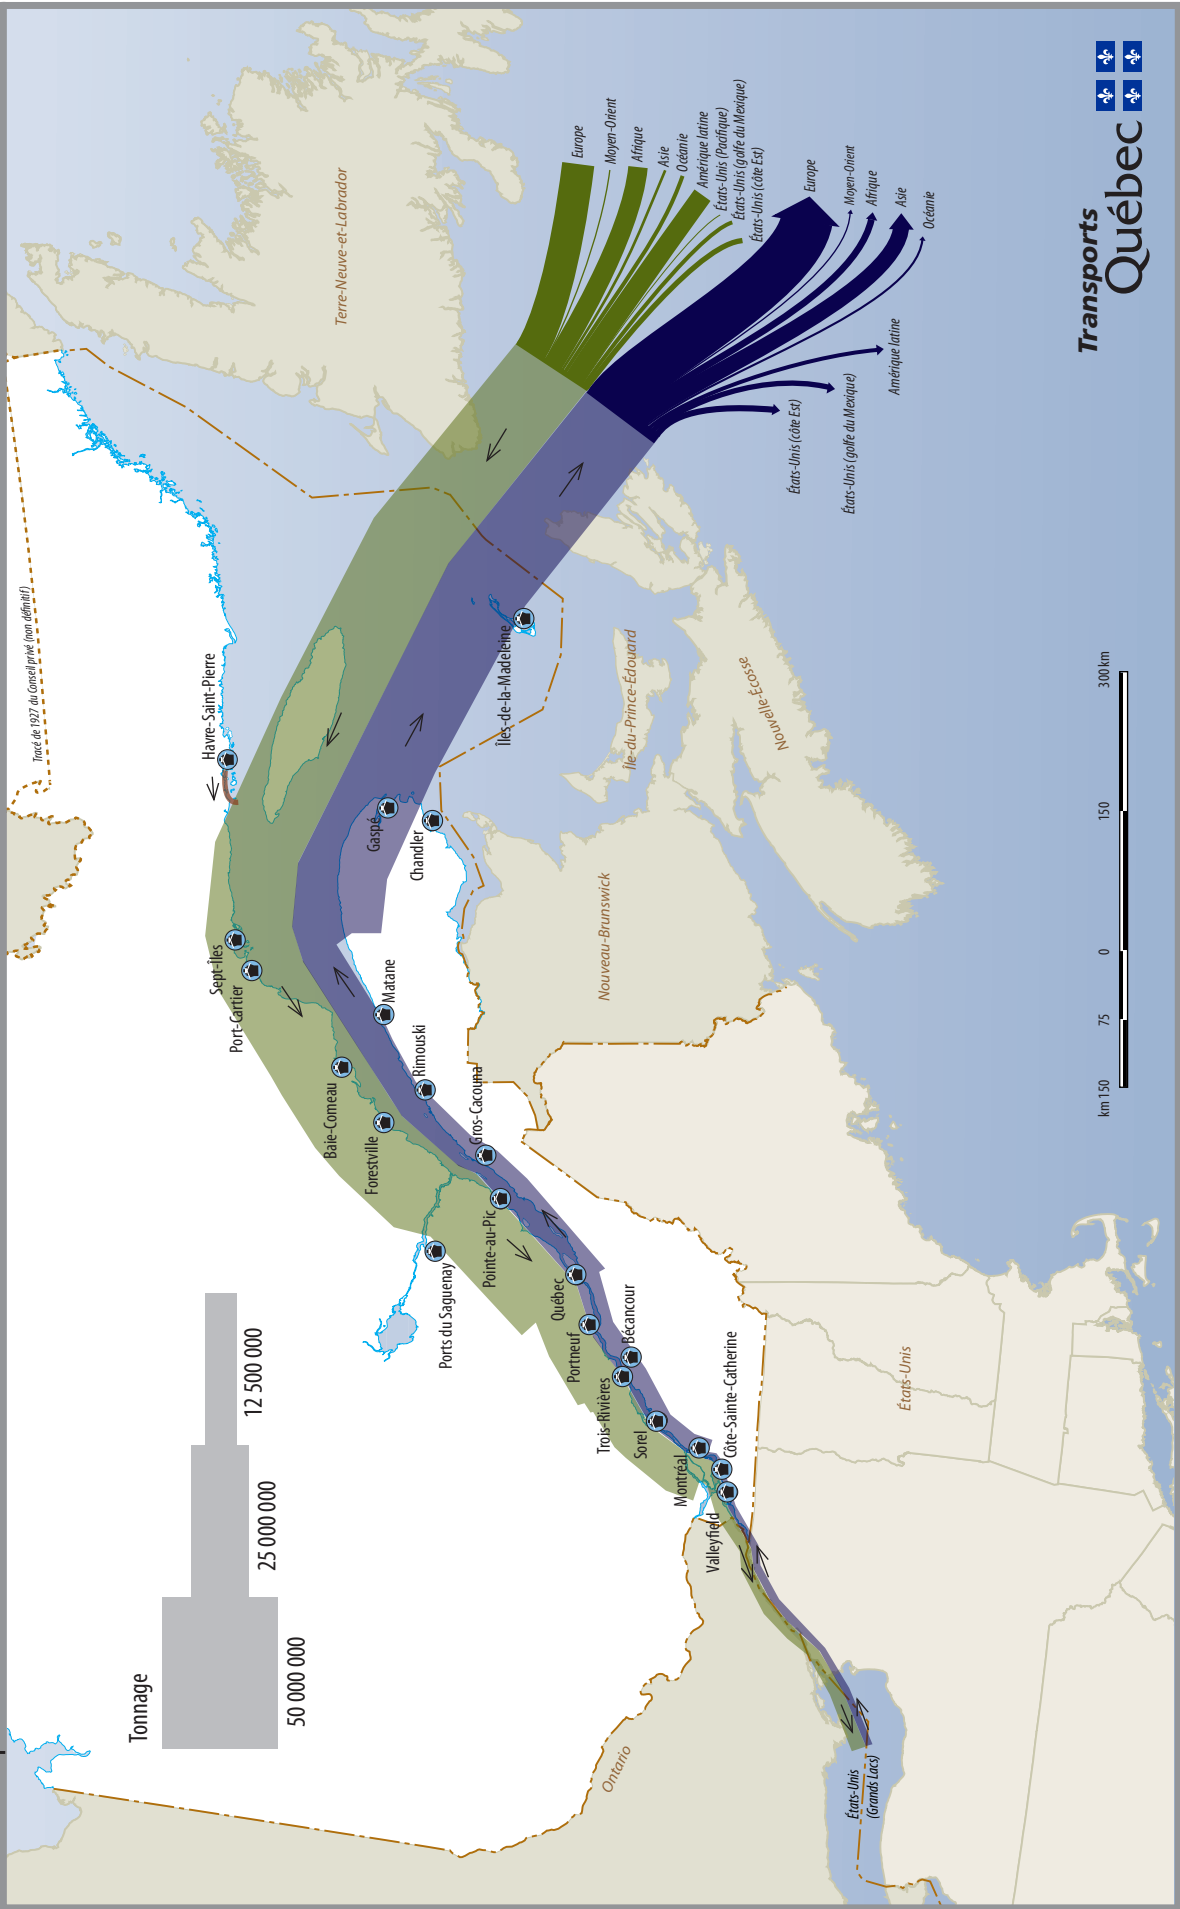 Tonnage
50 000 000
25 000 000
12 500 000
Tracé de 1927 du Conseil privé (non définitif)
Terre-Neuve-et-Labrador
Havre-Saint-Pierre
Sept-Îles
Port-Cartier
Baie-Comeau
Forestville
Ports du Saguenay
Pointe-au-Pic
Québec
Portneuf
Trois-Rivières
Sorel
Montréal
Valleyfield
Côte-Sainte-Catherine
Bécancour
Gros-Cacouna
Rimouski
Matane
Gaspé
Chandler
Îles-de-la-Madeleine
Île-du-Prince-Édouard
Nouvelle-Écosse
Nouveau-Brunswick
États-Unis
Ontario
États-Unis
(Grands Lacs)
Europe
Moyen-Orient
Afrique
Asie
Océanie
Amérique latine
États-Unis (Pacifique)
États-Unis (golfe du Mexique)
États-Unis (côte Est)
Europe
Moyen-Orient
Afrique
Asie
Océanie
Amérique latine
États-Unis (golfe du Mexique)
États-Unis (côte Est)
km 150
75
0
150
300 km
Transports
Québec